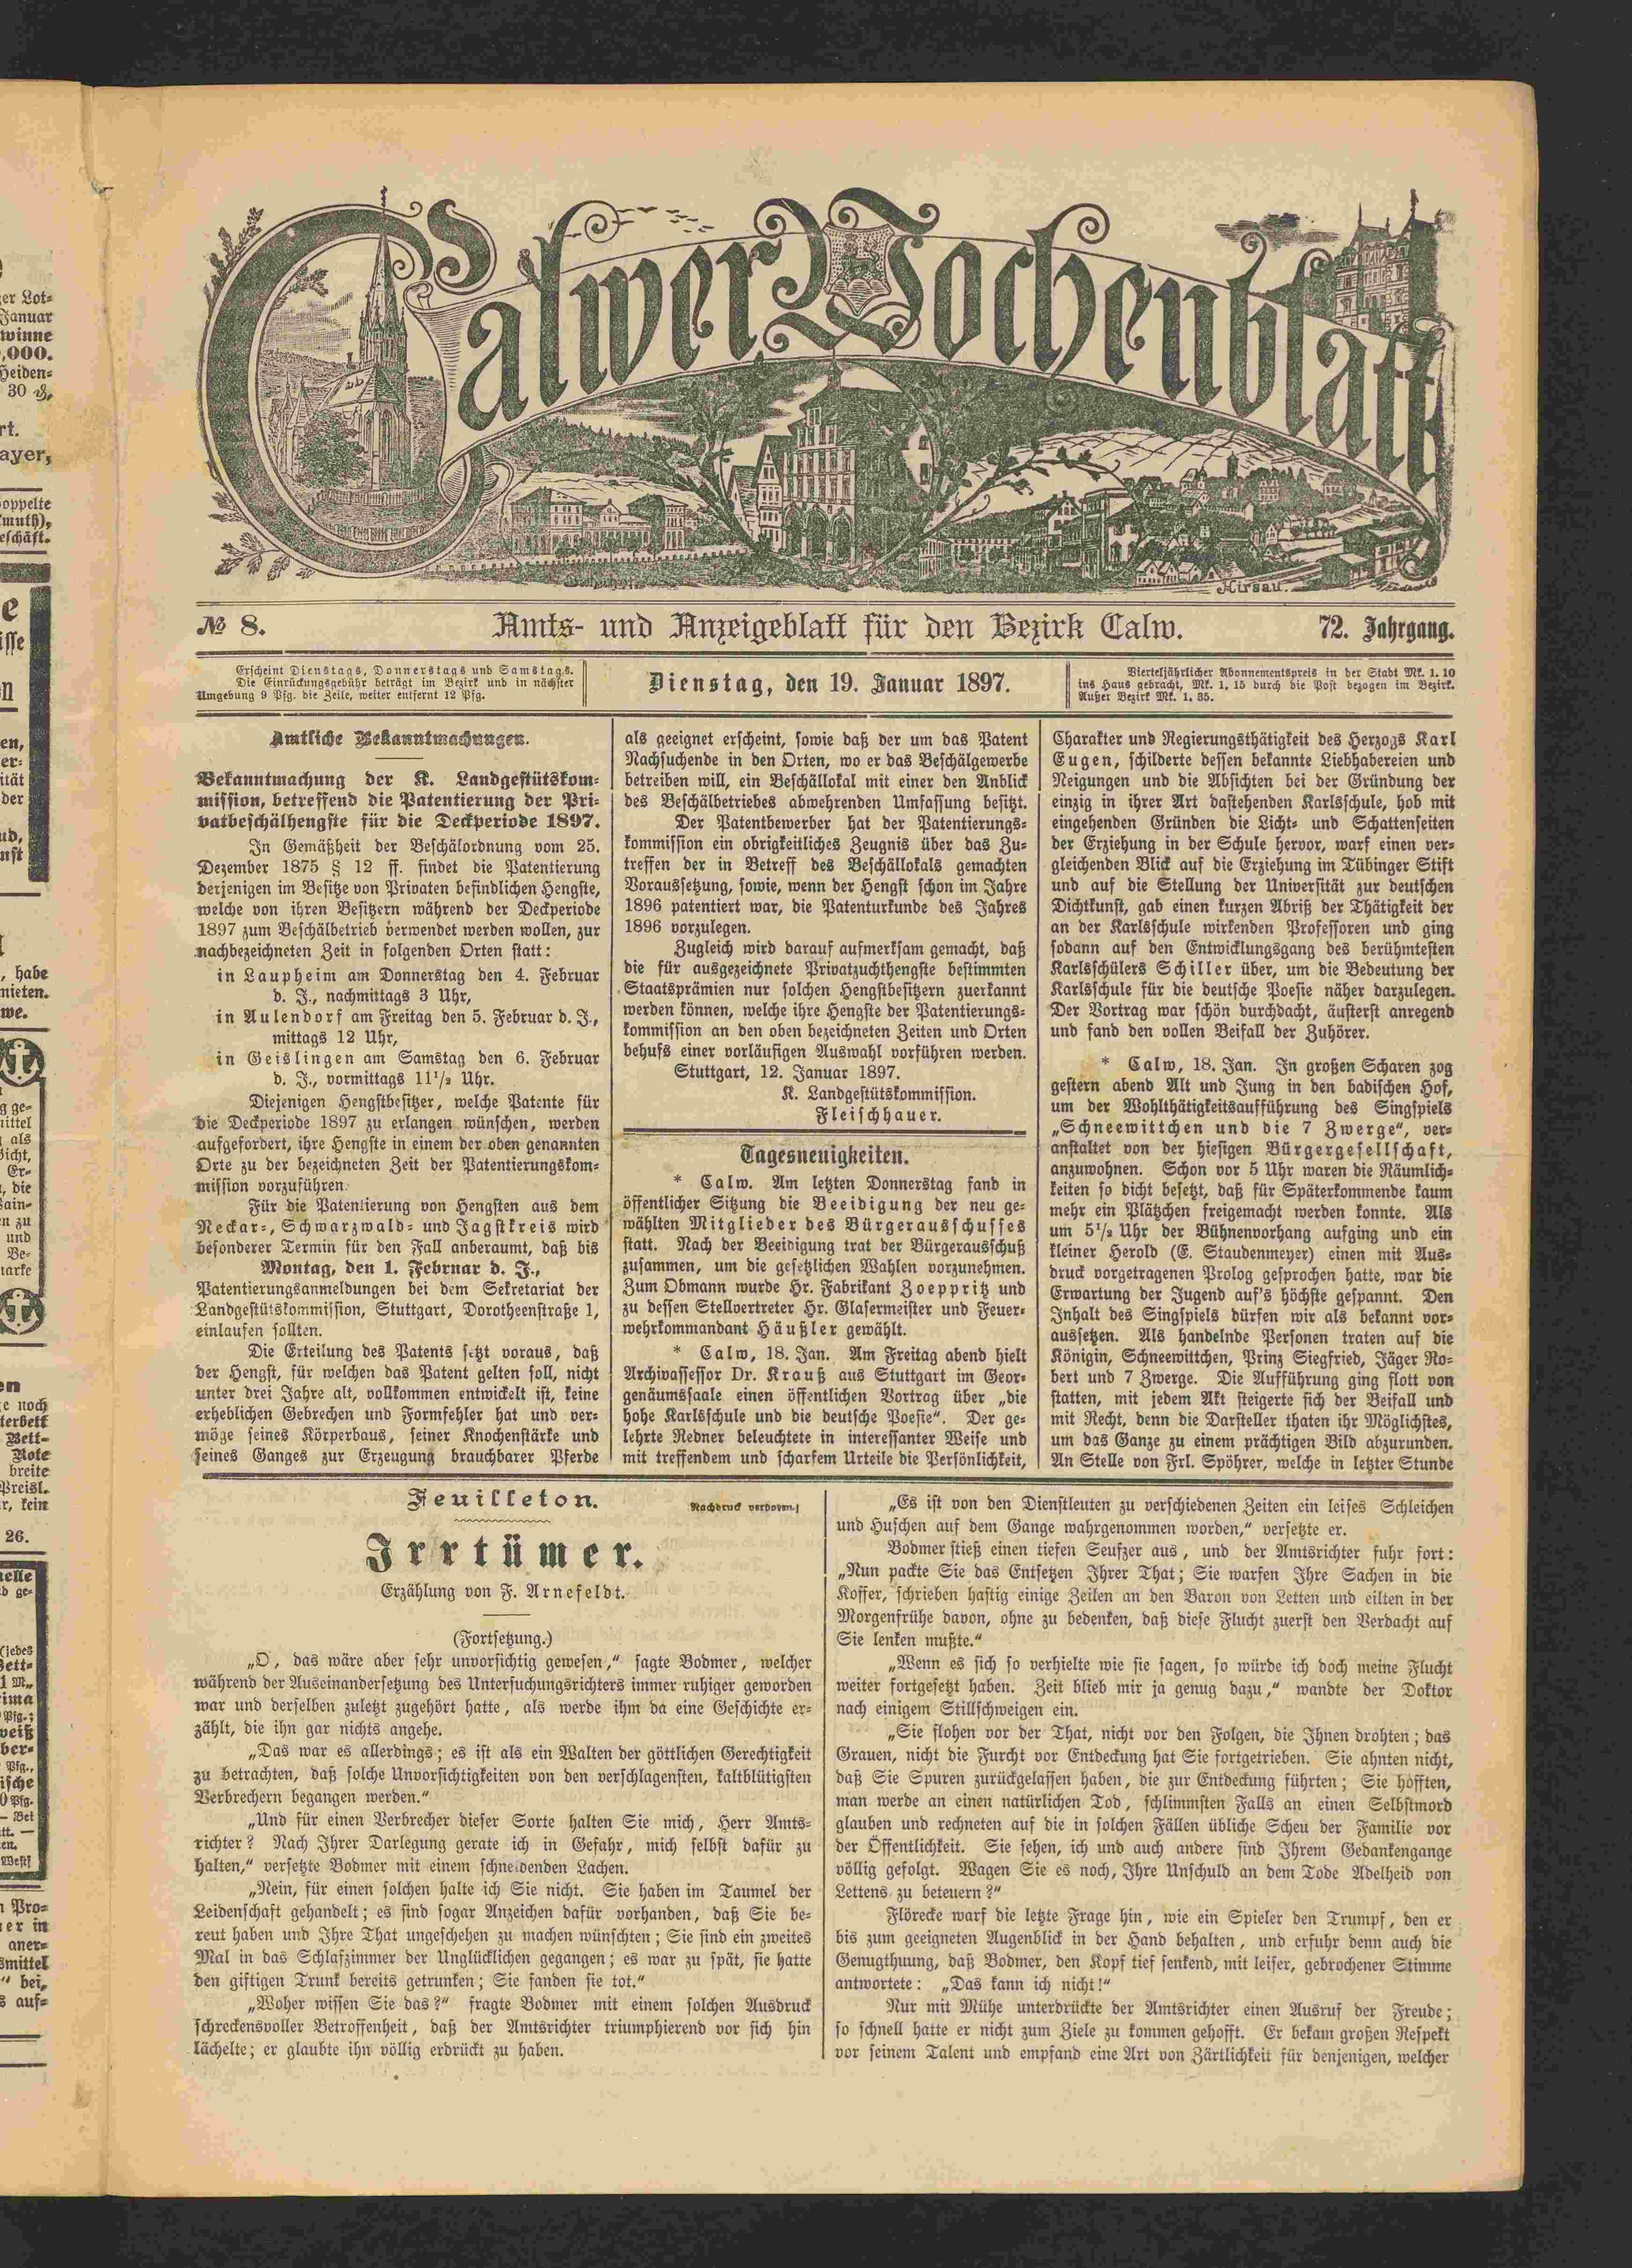 Calwer Wochenblatt
Hirsau.
№ 8.
Amts- und Anzeigeblatt für den Bezirk Calw.
72. Jahrgang.
Erscheint Dienstags, Donnerstags und Samstags.
Die Einrückungsgebühr beträgt im Bezirk und in nächster
Umgebung 9 Pfg. die Zeile, weiter entfernt 12 Pfg.
Dienstag, den 19. Januar 1897.
Vierteljährlicher Abonnementspreis in der Stadt Mk. 1. 10
ins Haus gebracht, Mk. 1. 15 durch die Post bezogen im Bezirk.
Außer Bezirk Mk. 1. 35.
Amtliche Bekanntmachungen.
Bekanntmachung der K. Landgestütskom-
mission, betreffend die Patentierung der Pri-
vatbeschälhengste für die Deckperiode 1897.
In Gemäßheit der Beschälordnung vom 25.
Dezember 1875 § 12 ff. findet die Patentierung
derjenigen im Besitze von Privaten befindlichen Hengste,
welche von ihren Besitzern während der Deckperiode
1897 zum Beschälbetrieb verwendet werden wollen, zur
nachbezeichneten Zeit in folgenden Orten statt:
in Laupheim am Donnerstag den 4. Februar
d. J., nachmittags 3 Uhr,
in Aulendorf am Freitag den 5. Februar d. J.,
mittags 12 Uhr,
in Geislingen am Samstag den 6. Februar
d. J., vormittags 11½ Uhr.
Diejenigen Hengstbesitzer, welche Patente für
die Deckperiode 1897 zu erlangen wünschen, werden
aufgefordert, ihre Hengste in einem der oben genannten
Orte zu der bezeichneten Zeit der Patentierungskom-
mission vorzuführen.
Für die Patentierung von Hengsten aus dem
Neckar-, Schwarzwald- und Jagstkreis wird
besonderer Termin für den Fall anberaumt, daß bis
Montag, den 1. Februar d. J.,
Patentierungsanmeldungen bei dem Sekretariat der
Landgestütskommission, Stuttgart, Dorotheenstraße 1,
einlaufen sollten.
Die Erteilung des Patents setzt voraus, daß
der Hengst, für welchen das Patent gelten soll, nicht
unter drei Jahre alt, vollkommen entwickelt ist, keine
erheblichen Gebrechen und Formfehler hat und ver-
möge seines Körperbaus, seiner Knochenstärke und
seines Ganges zur Erzeugung brauchbarer Pferde
als geeignet erscheint, sowie daß der um das Patent
Nachsuchende in den Orten, wo er das Beschälgewerbe
betreiben will, ein Beschällokal mit einer den Anblick
des Beschälbetriebes abwehrenden Umfassung besitzt.
Der Patentbewerber hat der Patentierungs-
kommission ein obrigkeitliches Zeugnis über das Zu-
treffen der in Betreff des Beschällokals gemachten
Voraussetzung, sowie, wenn der Hengst schon im Jahre
1896 patentiert war, die Patenturkunde des Jahres
1896 vorzulegen.
Zugleich wird darauf aufmerksam gemacht, daß
die für ausgezeichnete Privatzuchthengste bestimmten
Staatsprämien nur solchen Hengstbesitzern zuerkannt
werden können, welche ihre Hengste der Patentierungs-
kommission an den oben bezeichneten Zeiten und Orten
behufs einer vorläufigen Auswahl vorführen werden.
Stuttgart, 12. Januar 1897.
K. Landgestütskommission.
Fleischhauer.
Tagesneuigkeiten.
* Calw. Am letzten Donnerstag fand in
öffentlicher Sitzung die Beeidigung der neu ge-
wählten Mitglieder des Bürgerausschusses
statt. Nach der Beeidigung trat der Bürgerausschuß
zusammen, um die gesetzlichen Wahlen vorzunehmen.
Zum Obmann wurde Hr. Fabrikant Zoeppritz und
zu dessen Stellvertreter Hr. Glasermeister und Feuer-
wehrkommandant Häußler gewählt.
* Calw, 18. Jan. Am Freitag abend hielt
Archivassessor Dr. Krauß aus Stuttgart im Geor-
genäumssaale einen öffentlichen Vortrag über „die
hohe Karlsschule und die deutsche Poesie“. Der ge-
lehrte Redner beleuchtete in interessanter Weise und
mit treffendem und scharfem Urteile die Persönlichkeit,
Charakter und Regierungsthätigkeit des Herzogs Karl
Eugen, schilderte dessen bekannte Liebhabereien und
Neigungen und die Absichten bei der Gründung der
einzig in ihrer Art dastehenden Karlsschule, hob mit
eingehenden Gründen die Licht- und Schattenseiten
der Erziehung in der Schule hervor, warf einen ver-
gleichenden Blick auf die Erziehung im Tübinger Stift
und auf die Stellung der Universität zur deutschen
Dichtkunst, gab einen kurzen Abriß der Thätigkeit der
an der Karlsschule wirkenden Professoren und ging
sodann auf den Entwicklungsgang des berühmtesten
Karlsschülers Schiller über, um die Bedeutung der
Karlsschule für die deutsche Poesie näher darzulegen.
Der Vortrag war schön durchdacht, äusterst anregend
und fand den vollen Beifall der Zuhörer.
* Calw, 18. Jan. In großen Scharen zog
gestern abend Alt und Jung in den badischen Hof,
um der Wohlthätigkeitsaufführung des Singspiels
„Schneewittchen und die 7 Zwerge“, ver-
anstaltet von der hiesigen Bürgergesellschaft,
anzuwohnen. Schon vor 5 Uhr waren die Räumlich-
keiten so dicht besetzt, daß für Späterkommende kaum
mehr ein Plätzchen freigemacht werden konnte. Als
um 5½ Uhr der Bühnenvorhang aufging und ein
kleiner Herold (E. Staudenmeyer) einen mit Aus-
druck vorgetragenen Prolog gesprochen hatte, war die
Erwartung der Jugend auf's höchste gespannt. Den
Inhalt des Singspiels dürfen wir als bekannt vor-
aussetzen. Als handelnde Personen traten auf die
Königin, Schneewittchen, Prinz Siegfried, Jäger Ro-
bert und 7 Zwerge. Die Aufführung ging flott von
statten, mit jedem Akt steigerte sich der Beifall und
mit Recht, denn die Darsteller thaten ihr Möglichstes,
um das Ganze zu einem prächtigen Bild abzurunden.
An Stelle von Frl. Spöhrer, welche in letzter Stunde
Feuilleton.
Nachdruck verboten.
Irrtümer.
Erzählung von F. Arnefeldt.
(Fortsetzung.)
„O, das wäre aber sehr unvorsichtig gewesen,“ sagte Bodmer, welcher
während der Auseinandersetzung des Untersuchungsrichters immer ruhiger geworden
war und derselben zuletzt zugehört hatte, als werde ihm da eine Geschichte er-
zählt, die ihn gar nichts angehe.
„Das war es allerdings; es ist als ein Walten der göttlichen Gerechtigkeit
zu betrachten, daß solche Unvorsichtigkeiten von den verschlagensten, kaltblütigsten
Verbrechern begangen werden.“
„Und für einen Verbrecher dieser Sorte halten Sie mich, Herr Amts-
richter? Nach Ihrer Darlegung gerate ich in Gefahr, mich selbst dafür zu
halten,“ versetzte Bodmer mit einem schneidenden Lachen.
„Nein, für einen solchen halte ich Sie nicht. Sie haben im Taumel der
Leidenschaft gehandelt; es sind sogar Anzeichen dafür vorhanden, daß Sie be-
reut haben und Ihre That ungeschehen zu machen wünschten; Sie sind ein zweites
Mal in das Schlafzimmer der Unglücklichen gegangen; es war zu spät, sie hatte
den giftigen Trunk bereits getrunken; Sie fanden sie tot.“
„Woher wissen Sie das?“ fragte Bodmer mit einem solchen Ausdruck
schreckensvoller Betroffenheit, daß der Amtsrichter triumphierend vor sich hin
lächelte; er glaubte ihn völlig erdrückt zu haben.
„Es ist von den Dienstleuten zu verschiedenen Zeiten ein leises Schleichen
und Huschen auf dem Gange wahrgenommen worden,“ versetzte er.
Bodmer stieß einen tiefen Seufzer aus, und der Amtsrichter fuhr fort:
„Nun packte Sie das Entsetzen Ihrer That; Sie warfen Ihre Sachen in die
Koffer, schrieben hastig einige Zeilen an den Baron von Letten und eilten in der
Morgenfrühe davon, ohne zu bedenken, daß diese Flucht zuerst den Verdacht auf
Sie lenken mußte.“
„Wenn es sich so verhielte wie sie sagen, so würde ich doch meine Flucht
weiter fortgesetzt haben. Zeit blieb mir ja genug dazu,“ wandte der Doktor
nach einigem Stillschweigen ein.
„Sie flohen vor der That, nicht vor den Folgen, die Ihnen drohten; das
Grauen, nicht die Furcht vor Entdeckung hat Sie fortgetrieben. Sie ahnten nicht,
daß Sie Spuren zurückgelassen haben, die zur Entdeckung führten; Sie hofften,
man werde an einen natürlichen Tod, schlimmsten Falls an einen Selbstmord
glauben und rechneten auf die in solchen Fällen übliche Scheu der Familie vor
der Öffentlichkeit. Sie sehen, ich und auch andere sind Ihrem Gedankengange
völlig gefolgt. Wagen Sie es noch, Ihre Unschuld an dem Tode Adelheid von
Lettens zu beteuern?“
Flörecke warf die letzte Frage hin, wie ein Spieler den Trumpf, den er
bis zum geeigneten Augenblick in der Hand behalten, und erfuhr denn auch die
Genugthuung, daß Bodmer, den Kopf tief senkend, mit leiser, gebrochener Stimme
antwortete: „Das kann ich nicht!“
Nur mit Mühe unterdrückte der Amtsrichter einen Ausruf der Freude;
so schnell hatte er nicht zum Ziele zu kommen gehofft. Er bekam großen Respekt
vor seinem Talent und empfand eine Art von Zärtlichkeit für denjenigen, welcher